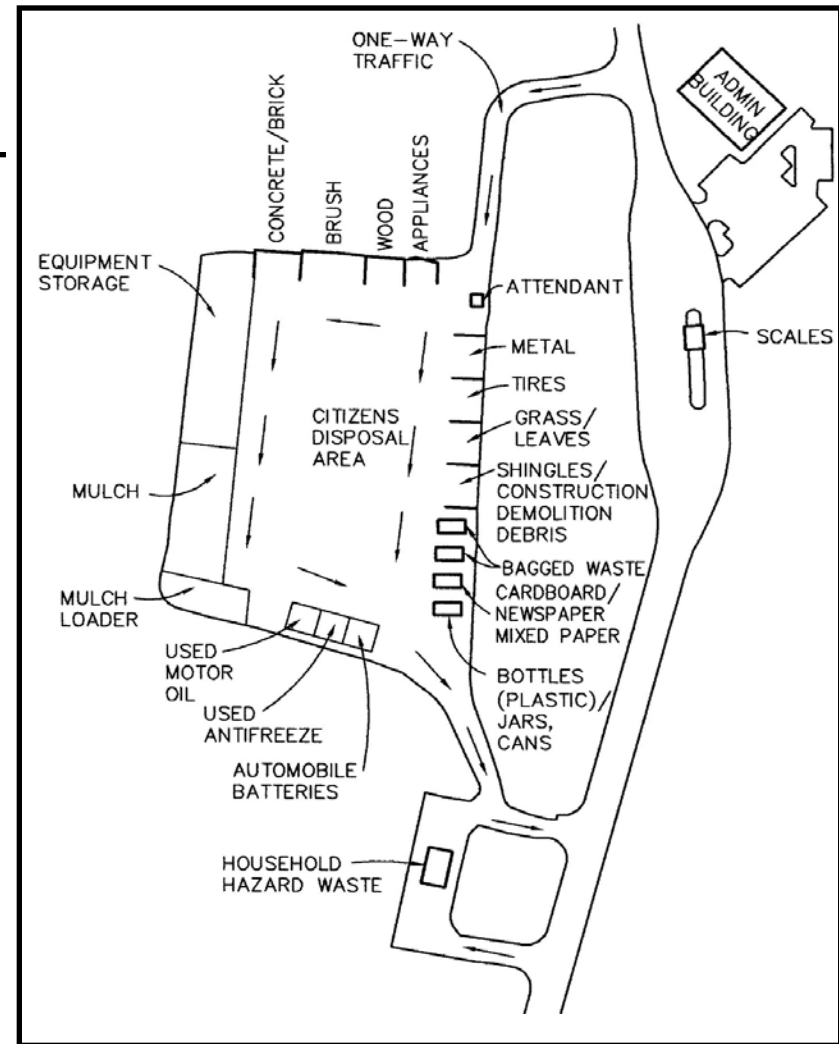 ONE-WAY
TRAFFIC
ADMIN
BUILDING
CONCRETE/BRICK
BRUSH
WOOD
APPLIANCES
EQUIPMENT
STORAGE
ATTENDANT
SCALES
METAL
TIRES
GRASS/
LEAVES
CITIZENS
DISPOSAL
AREA
SHINGLES/
CONSTRUCTION
DEMOLITION
DEBRIS
MULCH
BAGGED WASTE
CARDBOARD/
NEWSPAPER
MIXED PAPER
MULCH
LOADER
USED
MOTOR
OIL
BOTTLES
(PLASTIC)/
JARS,
CANS
USED
ANTIFREEZE
AUTOMOBILE
BATTERIES
HOUSEHOLD
HAZARD WASTE